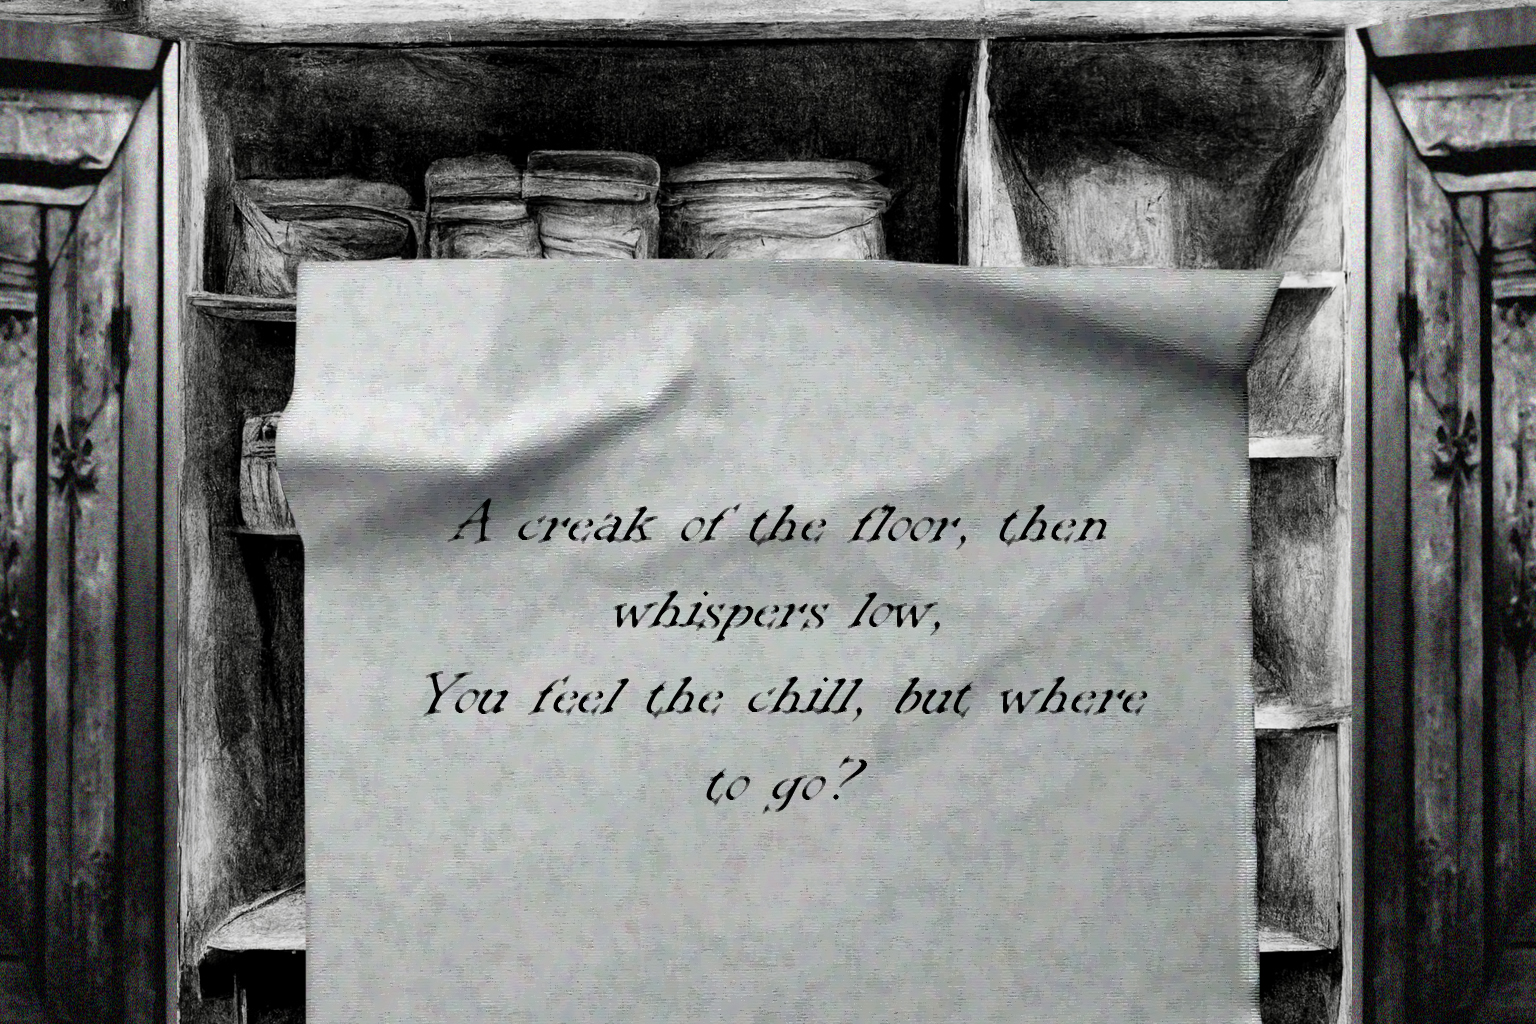 A creak of the floor, then
whispers low,
You feel the chill, but where
to go?